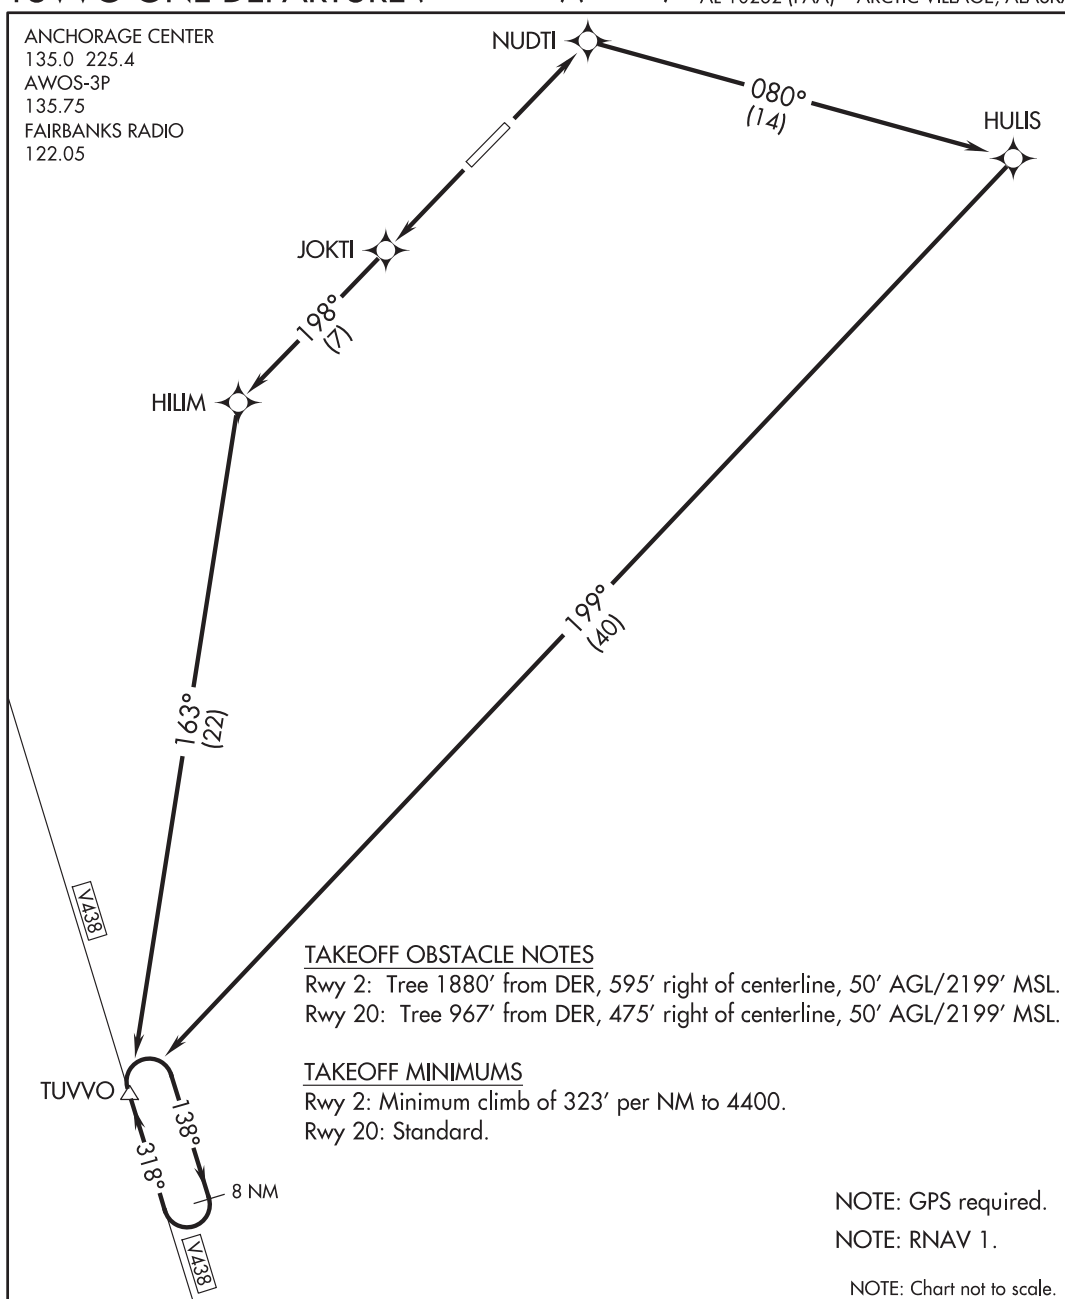 AL-10202 (FAA)
ANCHORAGE CENTER
135.0 225.4
AWOS-3P
135.75
FAIRBANKS RADIO
122.05
NUDTI
080°
(14)
HULIS
JOKTI
198°
(7)
HILIM
199°
(40)
163°
(22)
V438
TAKEOFF OBSTACLE NOTES
Rwy 2: Tree 1880' from DER, 595' right of centerline, 50' AGL/2199' MSL.
Rwy 20: Tree 967' from DER, 475' right of centerline, 50' AGL/2199' MSL.
TAKEOFF MINIMUMS
Rwy 2: Minimum climb of 323' per NM to 4400.
Rwy 20: Standard.
TUVVO
138°
318°
8 NM
V438
NOTE: GPS required.
NOTE: RNAV 1.
NOTE: Chart not to scale.